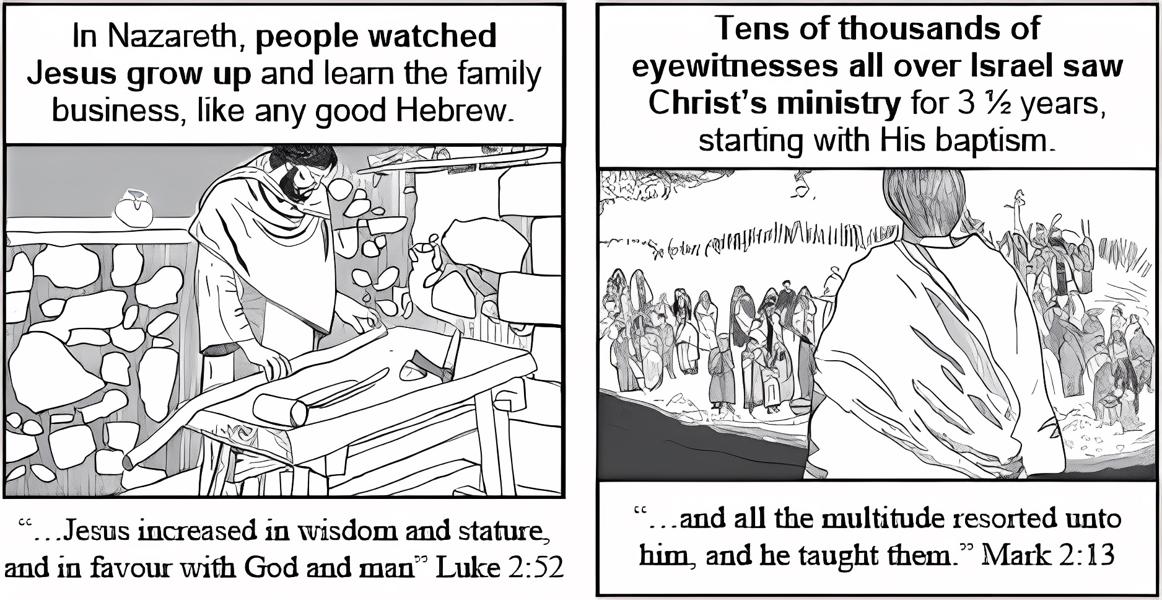 In Nazareth, people watched
Jesus grow up and learn the family
business, like any good Hebrew.
“…Jesus increased in wisdom and stature,
and in favour with God and man” Luke 2:52
Tens of thousands of
eyewitnesses all over Israel saw
Christ’s ministry for 3 ½ years,
starting with His baptism.
“…and all the multitude resorted unto
him, and he taught them.” Mark 2:13